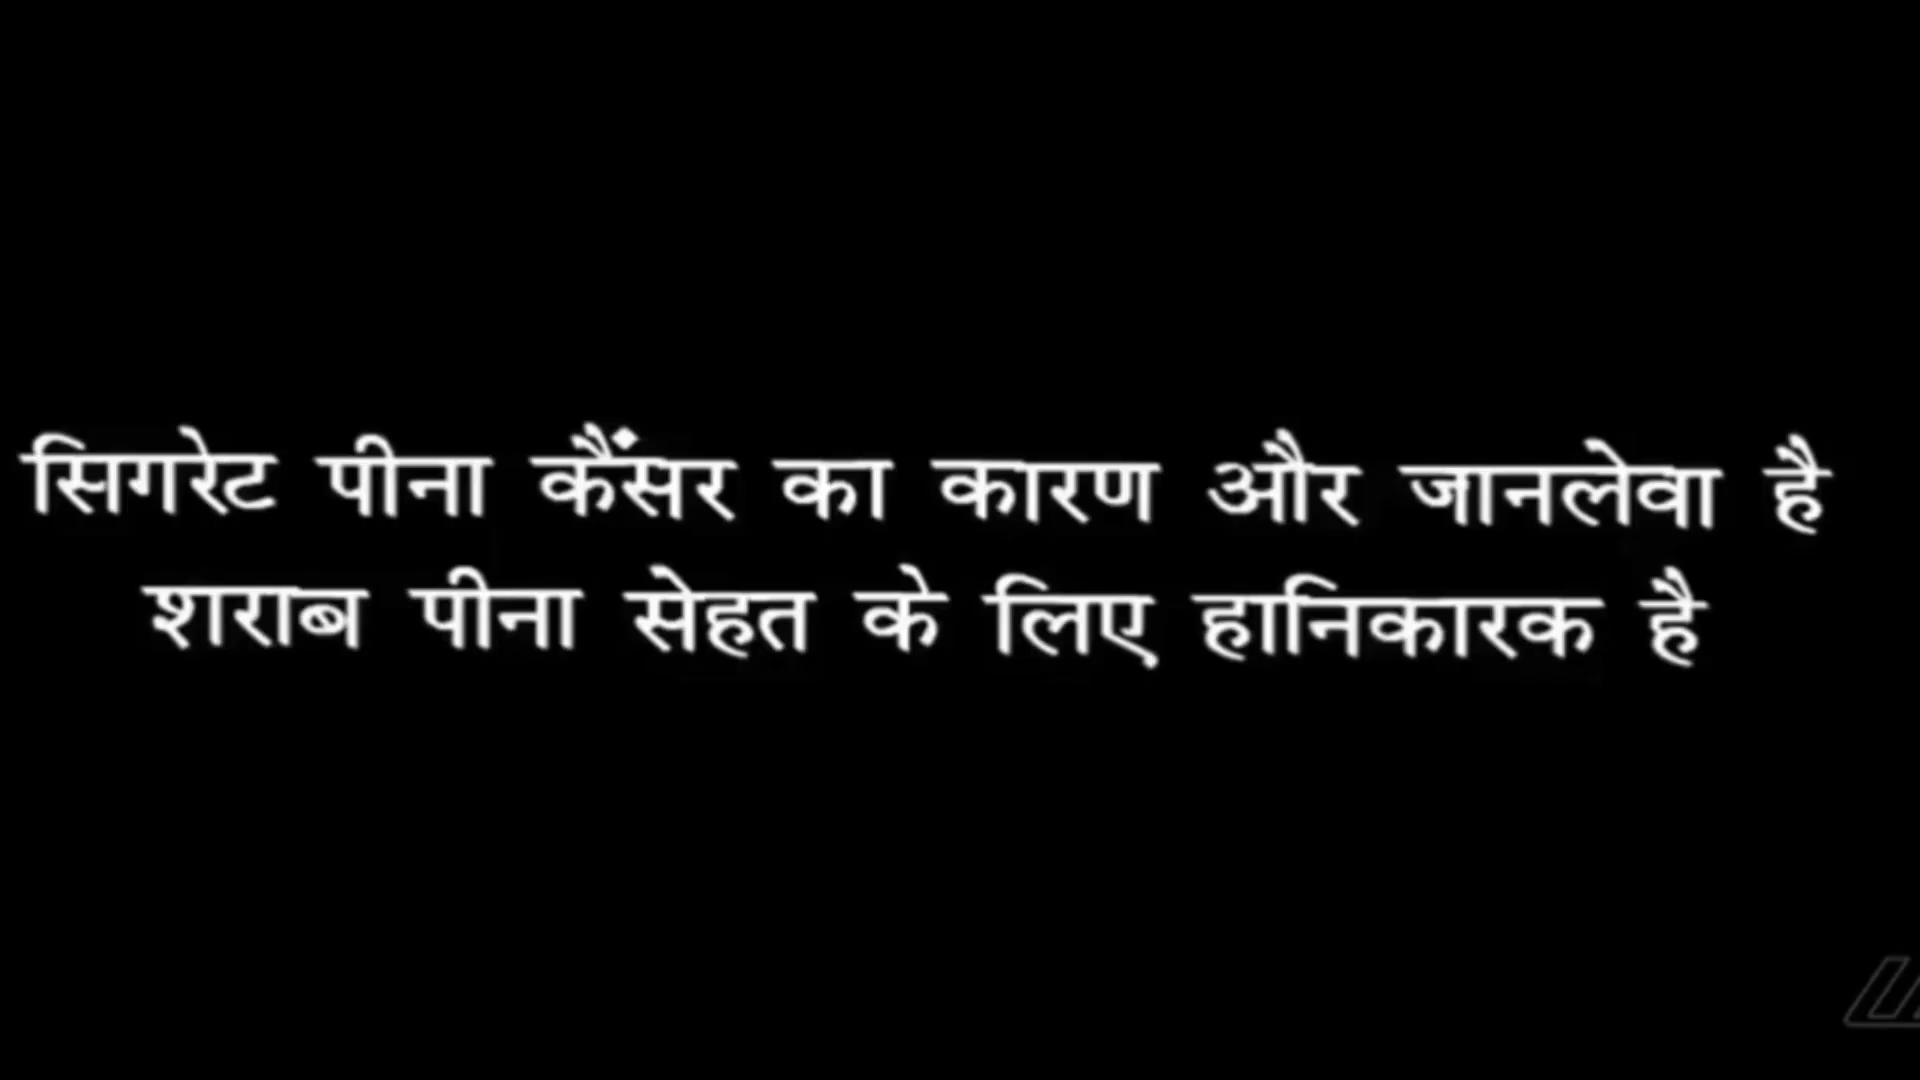 सिगरेट पीना कैंसर का कारण और जानलेवा है
शराब पीना सेहत के लिए हानिकारक है